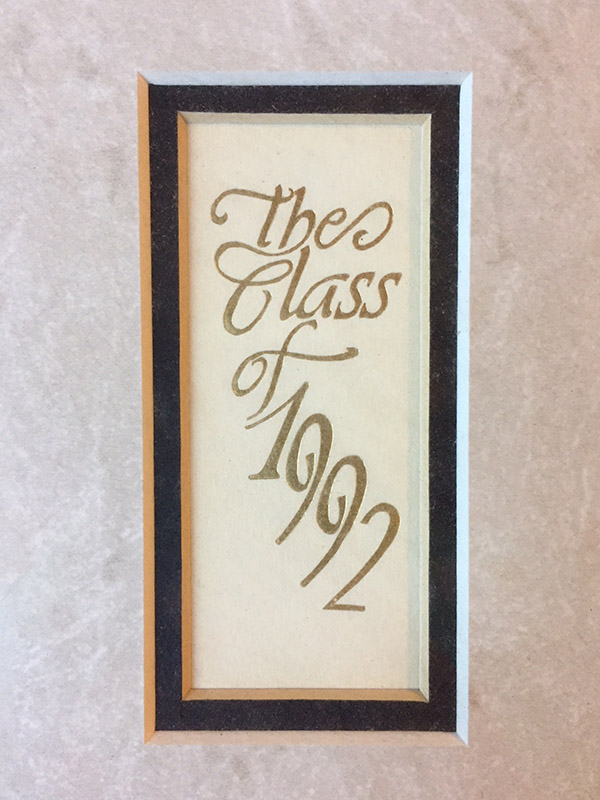 The
Class
of
1992